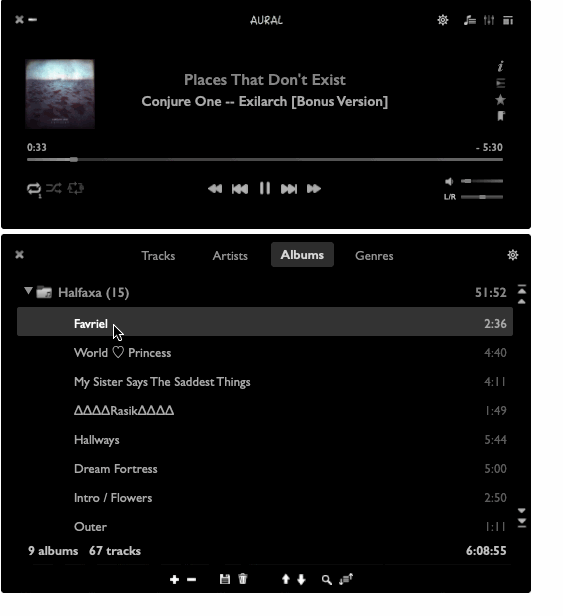 AURAL
Places That Don't Exist
Conjure One -- Exilarch [Bonus Version]
0:33 - 5:30
1
L/R
Tracks Artists Albums Genres
Halfaxa (15) 51:52
Favriel 2:36
World ♡ Princess 4:40
My Sister Says The Saddest Things 4:11
ΔΔΔΔRasikΔΔΔΔ 1:49
Hallways 5:44
Dream Fortress 5:00
Intro / Flowers 2:50
Outer 1:11
9 albums 67 tracks 6:08:55